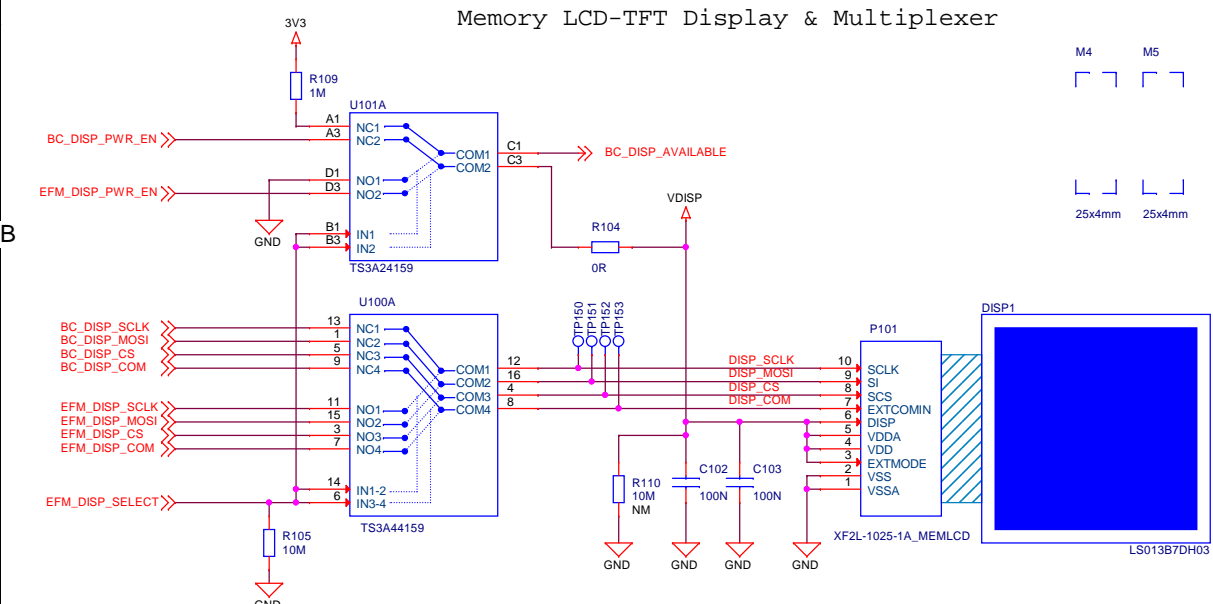 Memory LCD-TFT Display & Multiplexer
3V3
R109
1M
U101A
A1
NC1
A3
NC2
BC_DISP_PWR_EN
COM1
C1
BC_DISP_AVAILABLE
COM2
C3
D1
NO1
D3
NO2
EFM_DISP_PWR_EN
GND
B1
IN1
B3
IN2
TS3A24159
B
VDISP
R104
0R
M4
M5
25x4mm
25x4mm
U100A
BC_DISP_SCLK
13
NC1
BC_DISP_MOSI
1
NC2
BC_DISP_CS
5
NC3
BC_DISP_COM
9
NC4
COM1
12
COM2
16
COM3
4
COM4
8
EFM_DISP_SCLK
11
NO1
EFM_DISP_MOSI
15
NO2
EFM_DISP_CS
3
NO3
EFM_DISP_COM
7
NO4
14
IN1-2
EFM_DISP_SELECT
6
IN3-4
TS3A44159
R105
10M
GND
TP150
TP151
TP152
TP153
DISP_SCLK
DISP_MOSI
DISP_CS
DISP_COM
P101
10
SCLK
9
SI
8
SCS
7
EXTCOMIN
6
DISP
5
VDDA
4
VDD
3
EXTMODE
2
VSS
1
VSSA
XF2L-1025-1A_MEMLCD
R110
10M
NM
C102
100N
C103
100N
GND
GND
GND
GND
DISP1
LS013B7DH03